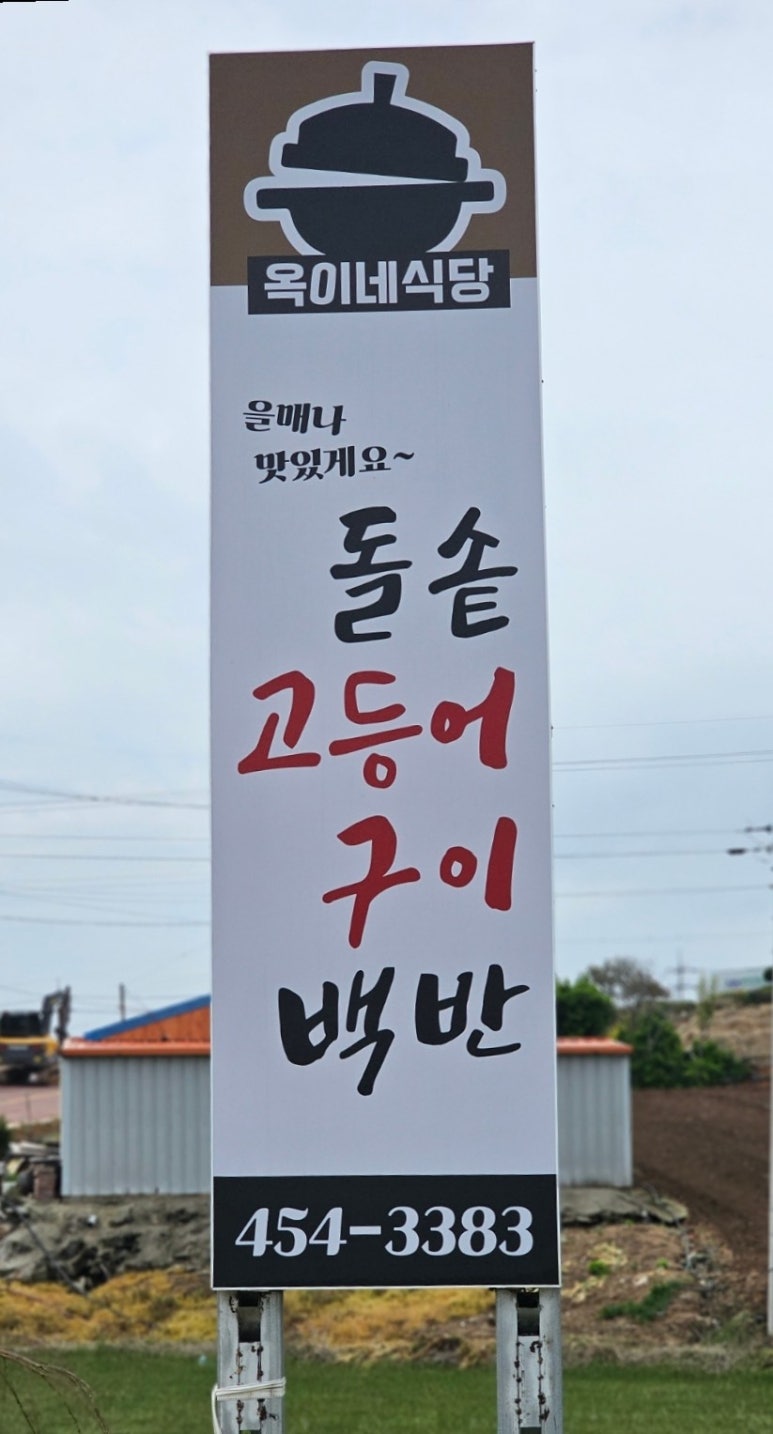 옥이네식당
을매나
맛있게요~
돌솥
고등어
구이
백반
454-3383